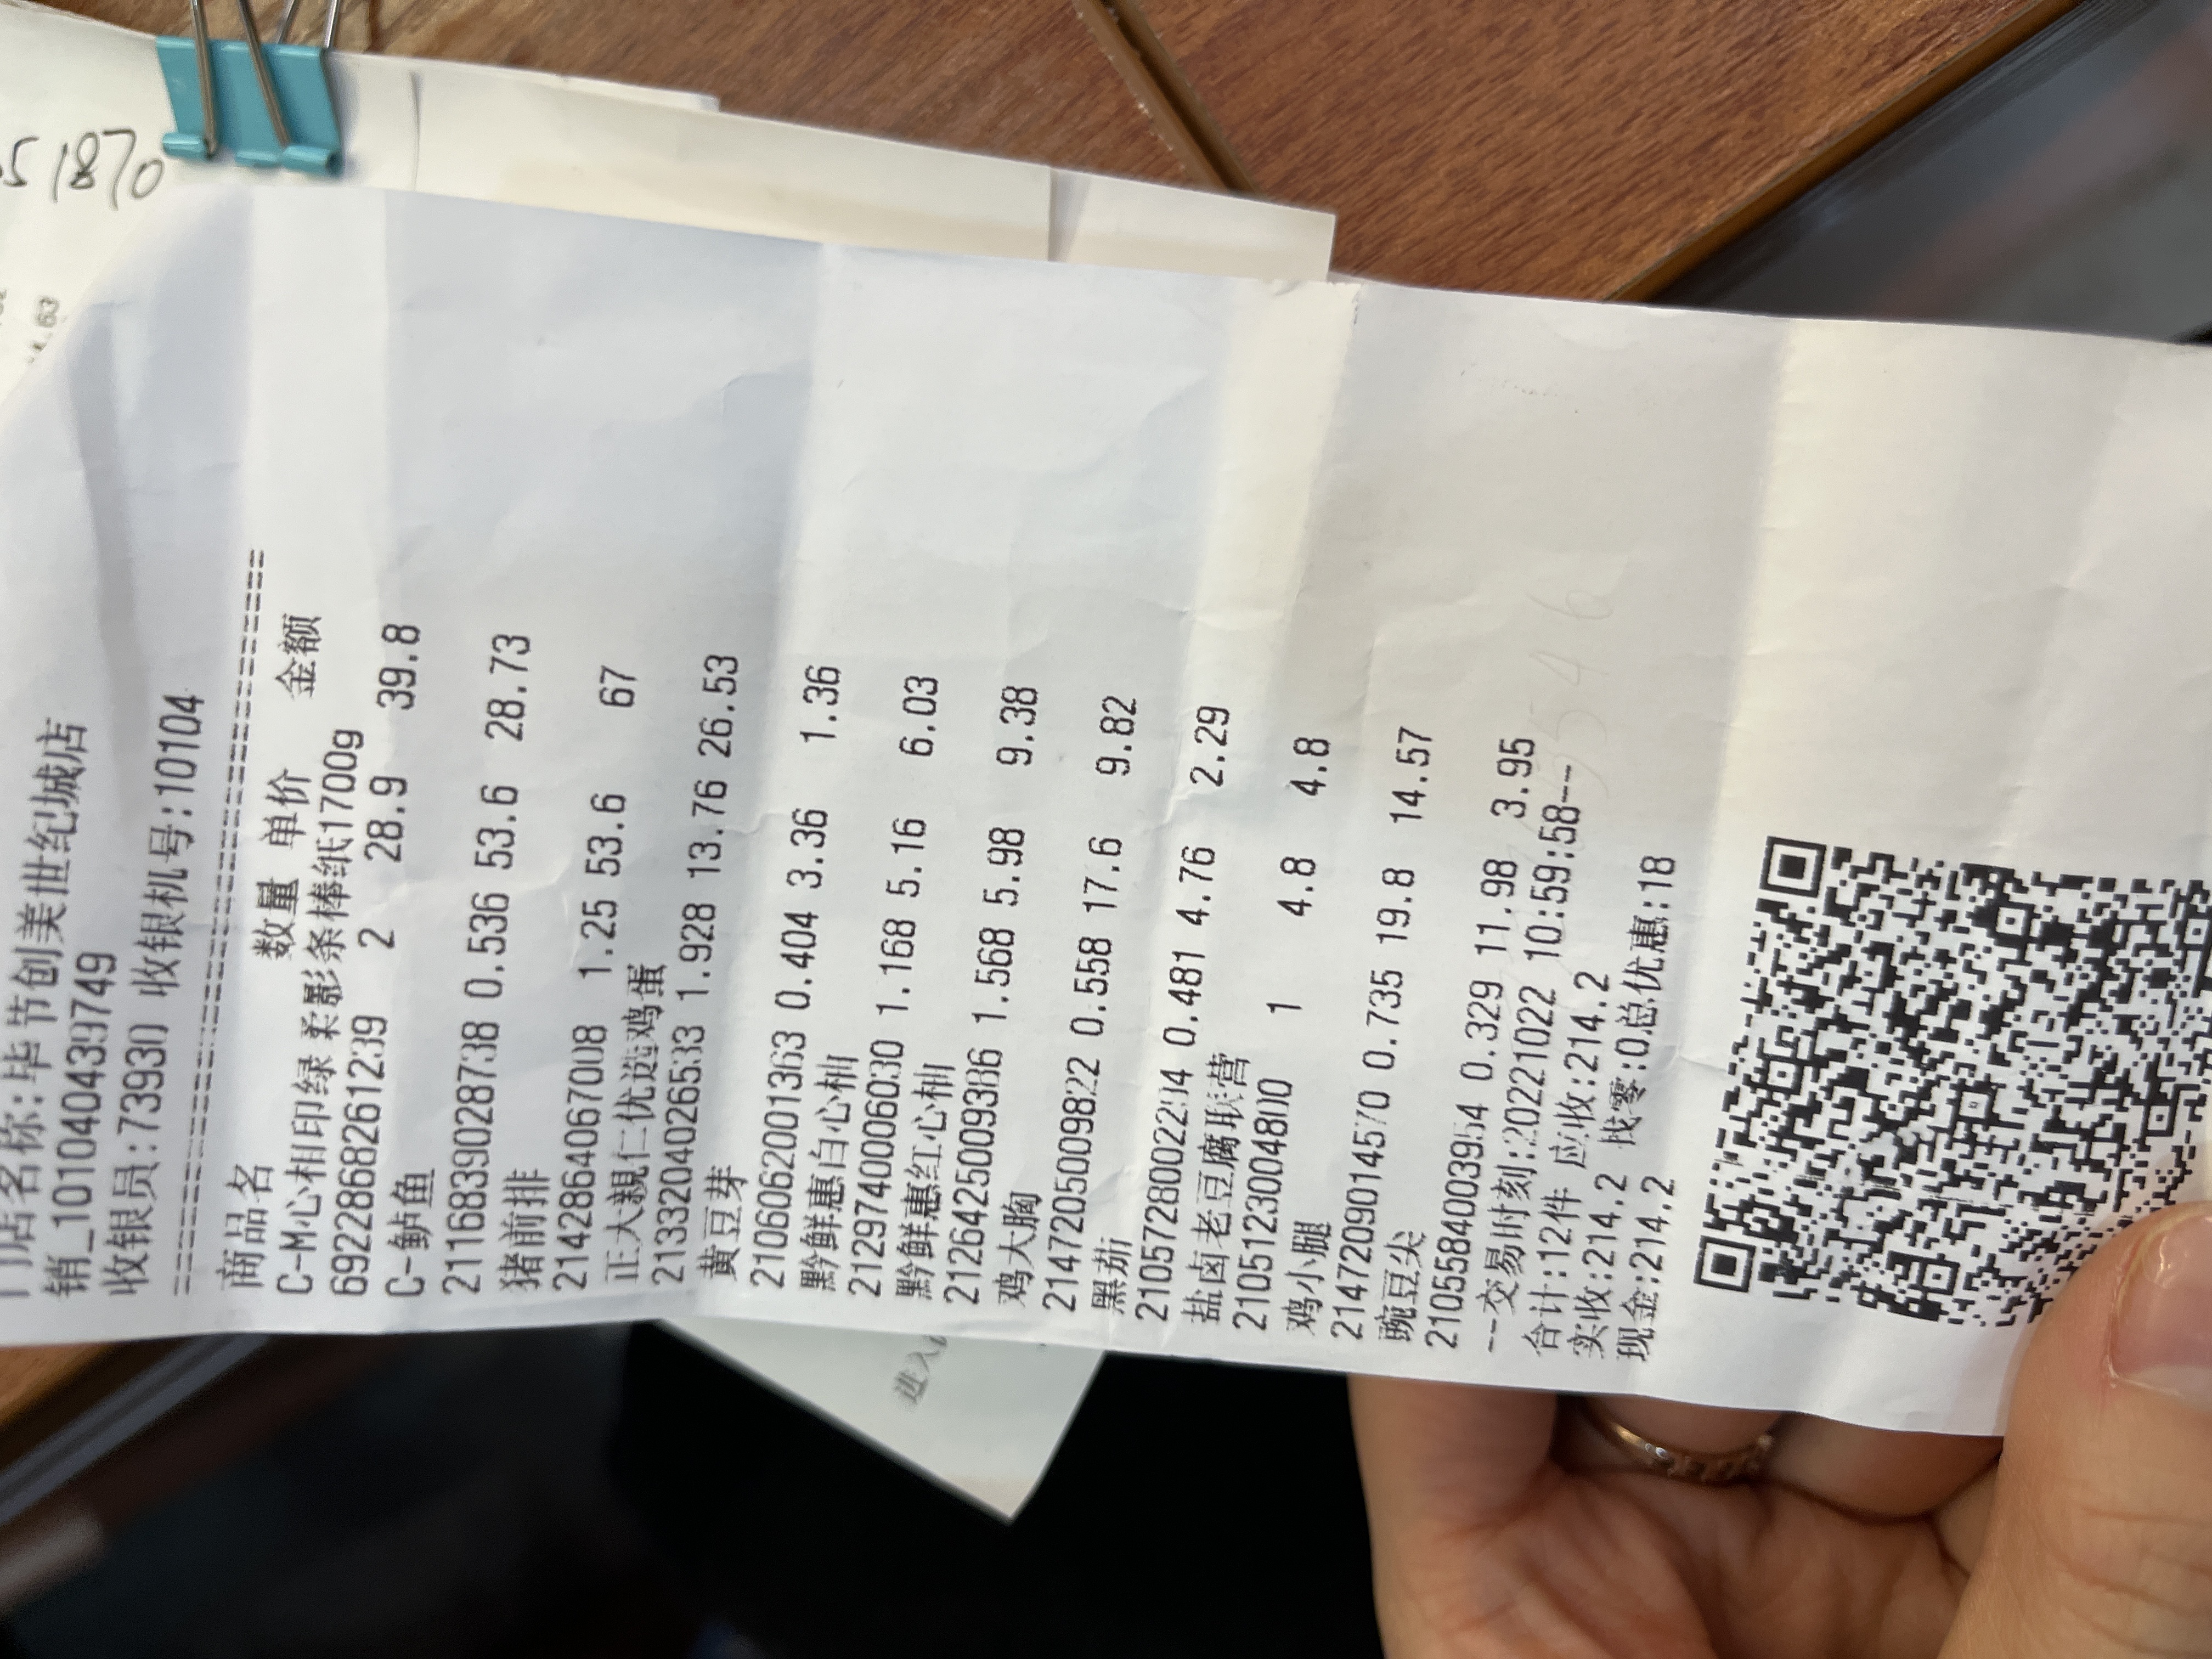 门店名称:毕节创美世纪城店
销_1010404039749
收银员:73930 收银机号:10104
商品名 数量 单价 金额
C-M心相印绿柔影条棒纸1700g
6922868261239 2 28.9 39.8
C-鲈鱼
2116839028738 0.536 53.6 28.73
猪前排
2142864067008 1.25 53.6 67
正大親仁优选鸡蛋
2133320402653 1.928 13.76 26.53
黄豆芽
2106062001363 0.404 3.36 1.36
黔鲜惠白心柚
2129740006030 1.168 5.16 6.03
黔鲜惠红心柚
2126425009386 1.568 5.98 9.38
鸡大胸
2147205009822 0.558 17.6 9.82
黑茄
2105728002294 0.481 4.76 2.29
盐卤老豆腐联营
2105123004800 1 4.8 4.8
鸡小腿
2147209014570 0.735 19.8 14.57
豌豆尖
2105584003954 0.329 11.98 3.95
--交易时刻:20221022 10:59:58--
合计:12件 应收:214.2
实收:214.2 找零:0总优惠:18
现金:214.2
51870
进入